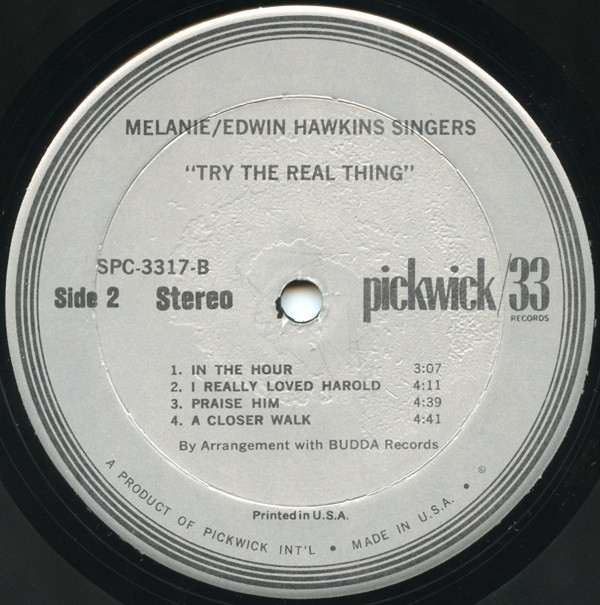 MELANIE/EDWIN HAWKINS SINGERS
"TRY THE REAL THING"
SPC-3317-B
Side 2 Stereo
pickwick/33
RECORDS
1. IN THE HOUR 3:07
2. I REALLY LOVED HAROLD 4:11
3. PRAISE HIM 4:39
4. A CLOSER WALK 4:41
By Arrangement with BUDDA Records
Printed in U.S.A.
A PRODUCT OF PICKWICK INT'L • MADE IN U.S.A. • ©